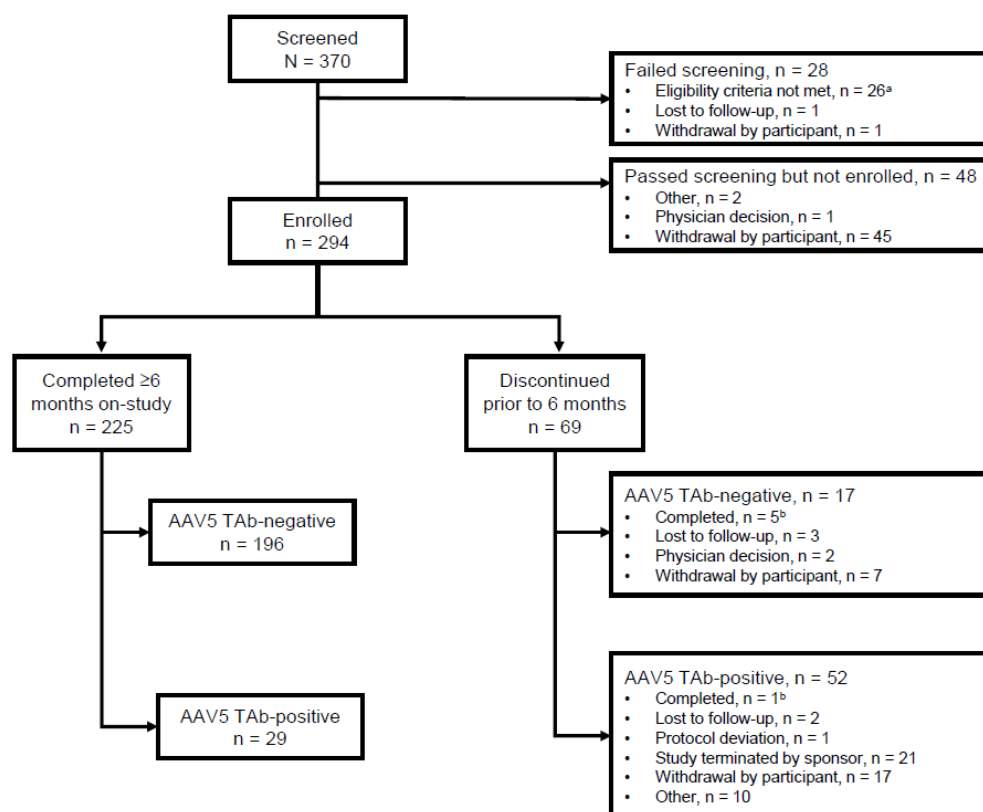 Screened
N = 370
Failed screening, n = 28
• Eligibility criteria not met, n = 26ᵃ
• Lost to follow-up, n = 1
• Withdrawal by participant, n = 1
Passed screening but not enrolled, n = 48
• Other, n = 2
• Physician decision, n = 1
• Withdrawal by participant, n = 45
Enrolled
n = 294
Completed ≥6
months on-study
n = 225
Discontinued
prior to 6 months
n = 69
AAV5 TAb-negative
n = 196
AAV5 TAb-negative, n = 17
• Completed, n = 5ᵇ
• Lost to follow-up, n = 3
• Physician decision, n = 2
• Withdrawal by participant, n = 7
AAV5 TAb-positive
n = 29
AAV5 TAb-positive, n = 52
• Completed, n = 1ᵇ
• Lost to follow-up, n = 2
• Protocol deviation, n = 1
• Study terminated by sponsor, n = 21
• Withdrawal by participant, n = 17
• Other, n = 10